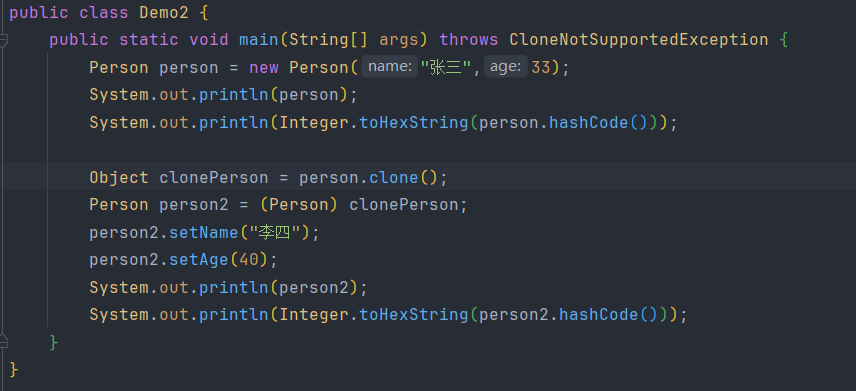 public class Demo2 {
    public static void main(String[] args) throws CloneNotSupportedException {
        Person person = new Person( name: "张三", age: 33);
        System.out.println(person);
        System.out.println(Integer.toHexString(person.hashCode()));
        Object clonePerson = person.clone();
        Person person2 = (Person) clonePerson;
        person2.setName("李四");
        person2.setAge(40);
        System.out.println(person2);
        System.out.println(Integer.toHexString(person2.hashCode()));
    }
}